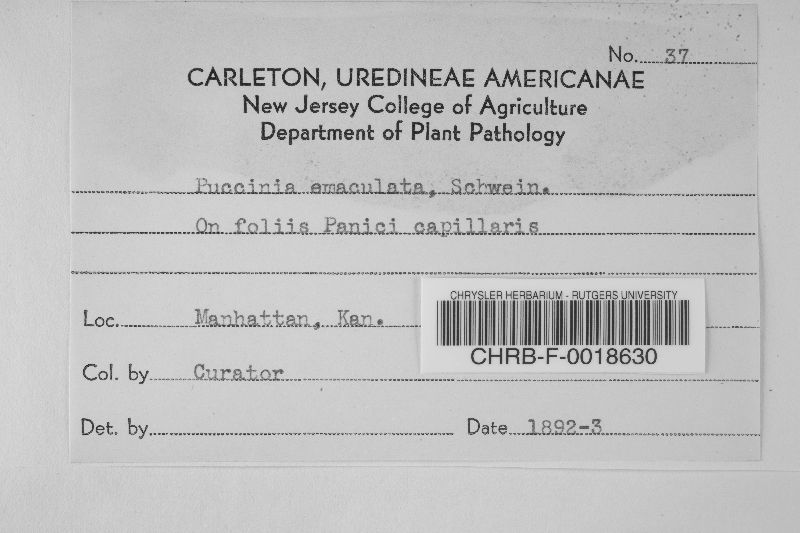 No. 37
CARLETON, UREDINEAE AMERICANAE
New Jersey College of Agriculture
Department of Plant Pathology
Puccinia emaculata, Schwein.
On foliis Panici capillaris
Loc. Manhattan, Kan.
CHRYSLER HERBARIUM - RUTGERS UNIVERSITY
CHRB-F-0018630
Col. by Curator
Det. by
Date 1892-3